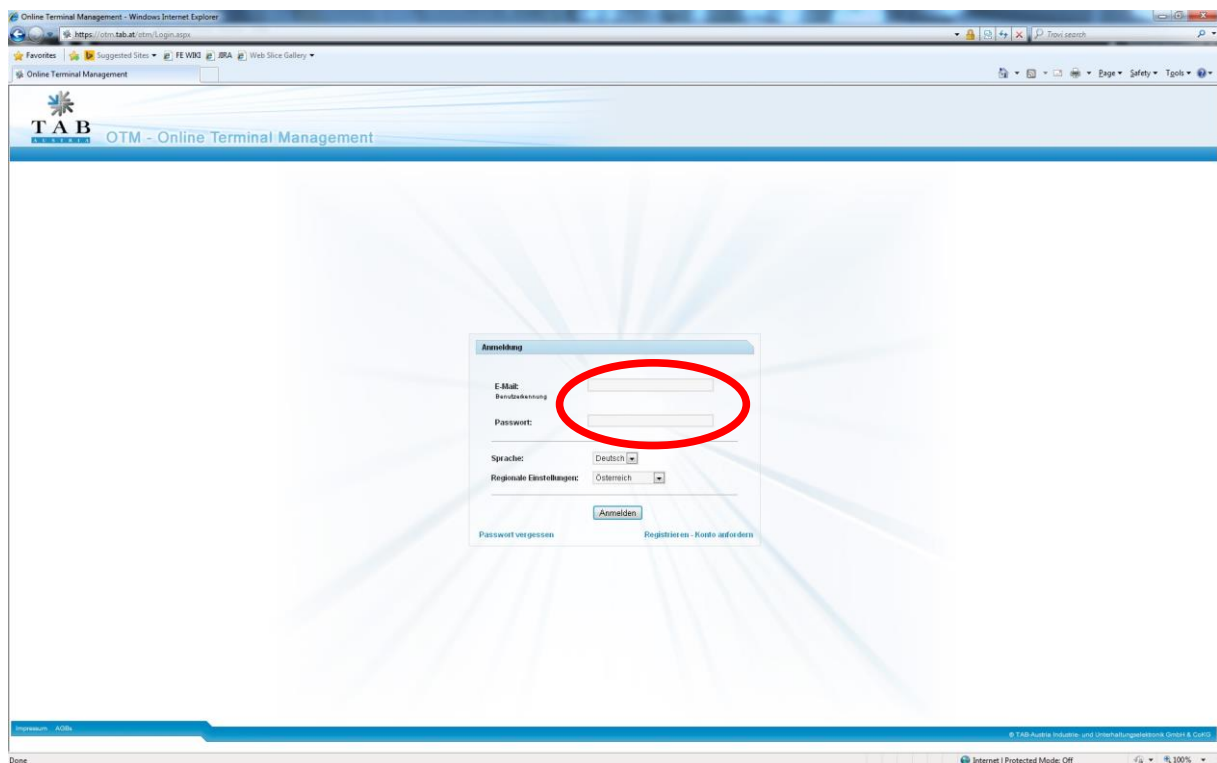 Online Terminal Management - Windows Internet Explorer
https://otm.tab.at/otm/Login.aspx
Trovi search
Favorites Suggested Sites FE WIKI JIRA Web Slice Gallery
Online Terminal Management
Page Safety Tools
TAB
AUSTRIA
OTM - Online Terminal Management
Anmeldung
E-Mail:
Benutzerkennung
Passwort:
Sprache: Deutsch
Regionale Einstellungen: Österreich
Anmelden
Passwort vergessen Registrieren - Konto anfordern
Impressum AGBs
© TAB-Austria Industrie- und Unterhaltungselektronik GmbH & CoKG
Done Internet | Protected Mode: Off 100%